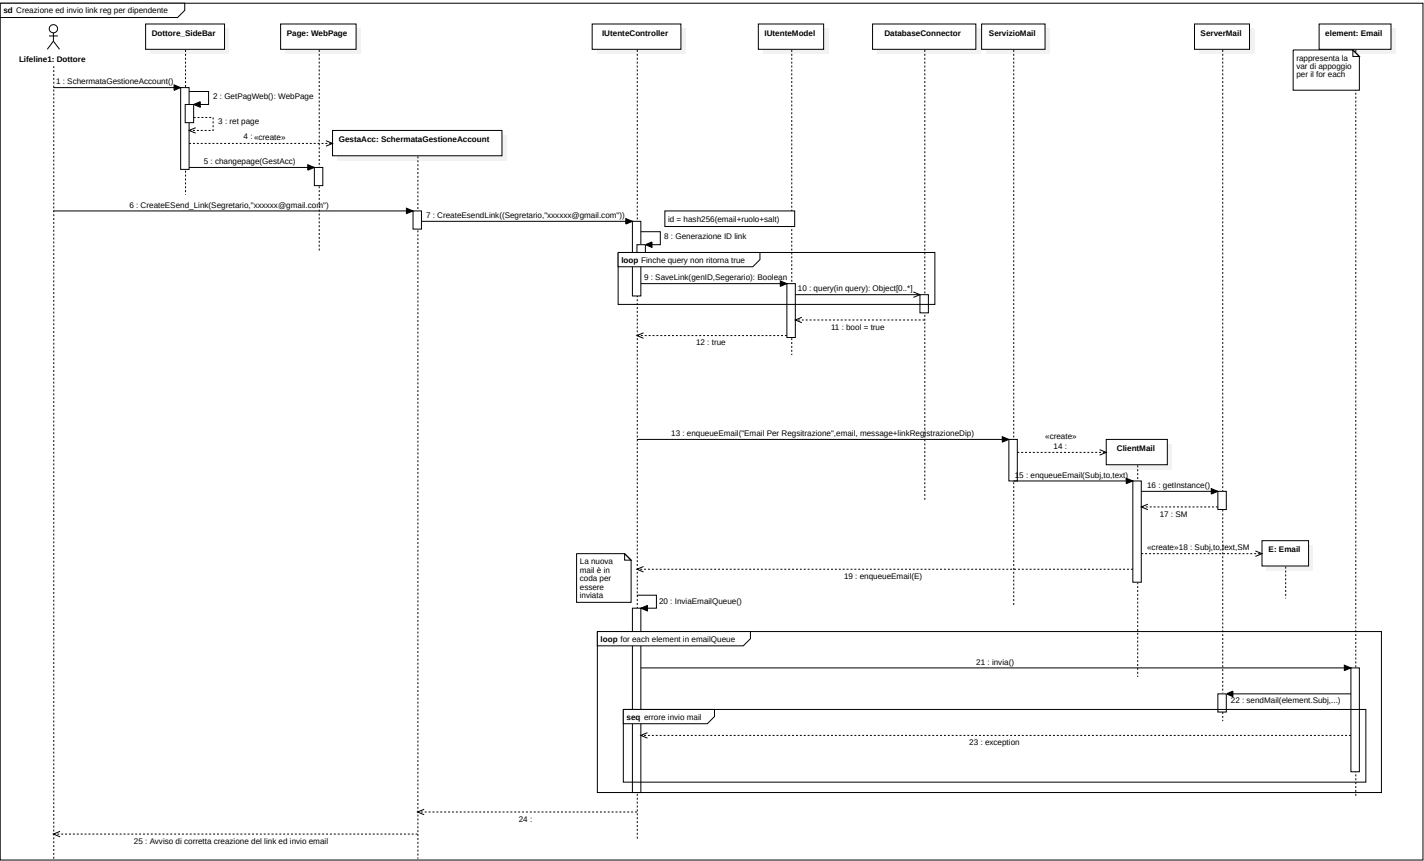 sd Creazione ed invio link reg per dipendente
Dottore_SideBar
Page: WebPage
IUtenteController
IUtenteModel
DatabaseConnector
ServizioMail
ServerMail
element: Email
Lifeline1: Dottore
rappresenta la
var di appoggio
per il for each
1 : SchermataGestioneAccount()
2 : GetPagWeb(): WebPage
3 : ret page
4 : «create»
GestaAcc: SchermataGestioneAccount
5 : changepage(GestAcc)
6 : CreateESend_Link(Segretario,"xxxxxx@gmail.com")
7 : CreateEsendLink((Segretario,"xxxxxx@gmail.com"))
id = hash256(email+ruolo+salt)
8 : Generazione ID link
loop Finche query non ritorna true
9 : SaveLink(genID,Segerario): Boolean
10 : query(in query): Object[0..*]
11 : bool = true
12 : true
13 : enqueueEmail("Email Per Regsitrazione",email, message+linkRegistrazioneDip)
«create»
14 :
ClientMail
15 : enqueueEmail(Subj,to,text)
16 : getInstance()
17 : SM
«create»18 : Subj,to,text,SM
E: Email
La nuova
mail è in
coda per
essere
inviata
19 : enqueueEmail(E)
20 : InviaEmailQueue()
loop for each element in emailQueue
21 : invia()
22 : sendMail(element.Subj,...)
seq errore invio mail
23 : exception
24 :
25 : Avviso di corretta creazione del link ed invio email